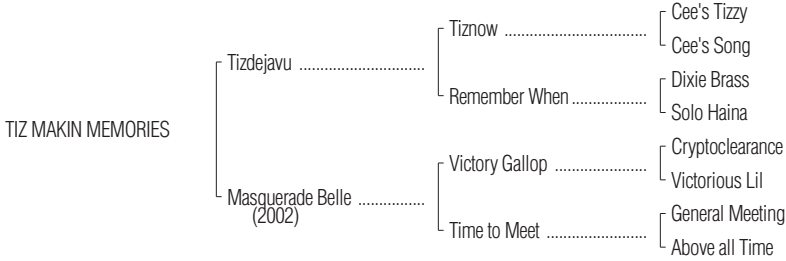 Cee's Tizzy
Tiznow ....................................
Cee's Song
Tizdejavu ................................
Dixie Brass
Remember When ...................
Solo Haina
TIZ MAKIN MEMORIES
Cryptoclearance
Victory Gallop .......................
Victorious Lil
Masquerade Belle .................
(2002)
General Meeting
Time to Meet .........................
Above all Time